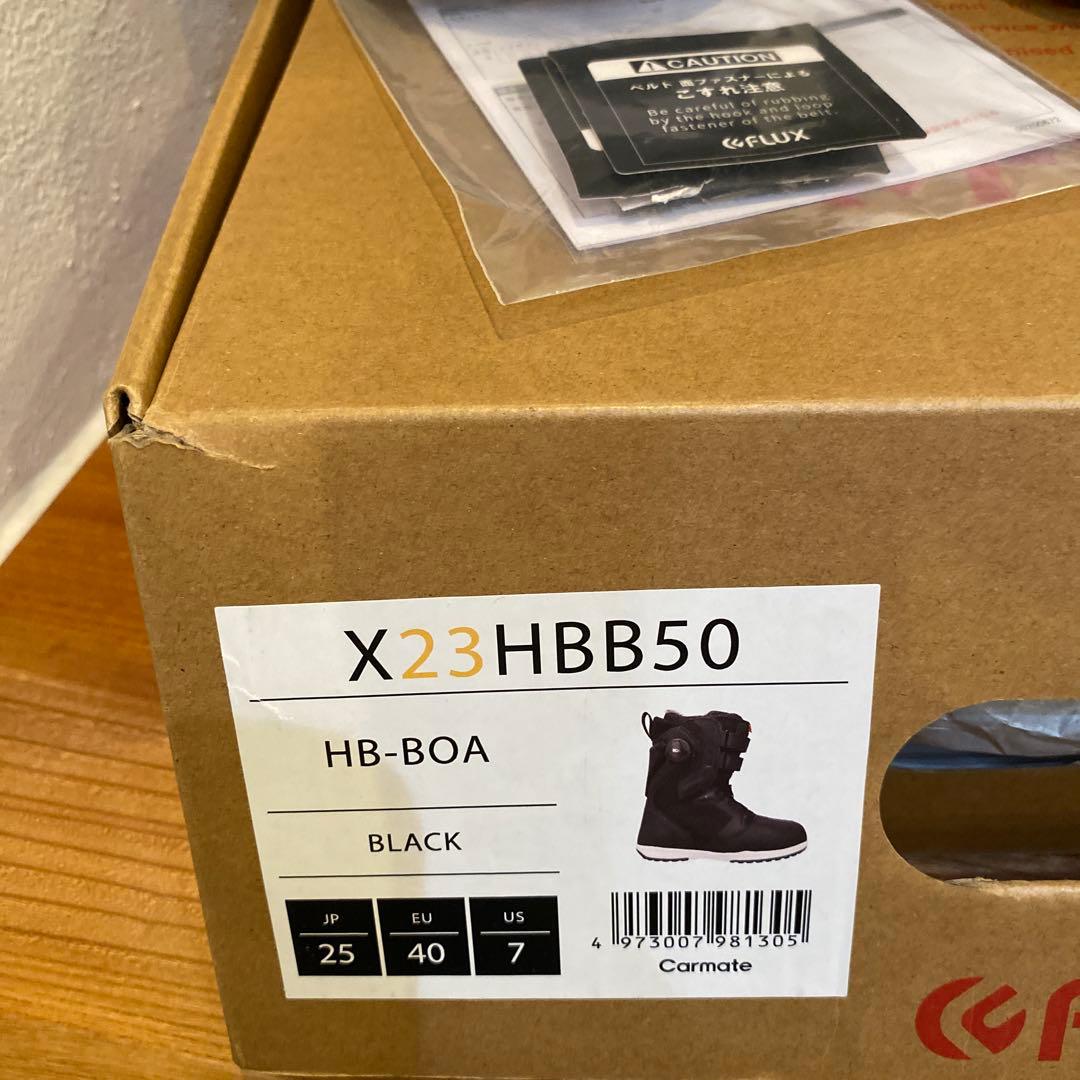 CAUTION
ベルト 面ファスナーによる
こすれ注意
Be careful of rubbing
by the hook and loop
fastener of the belt.
FLUX
X23HBB50
HB-BOA
BLACK
JP EU US
25 40 7
4 973007 981305
Carmate